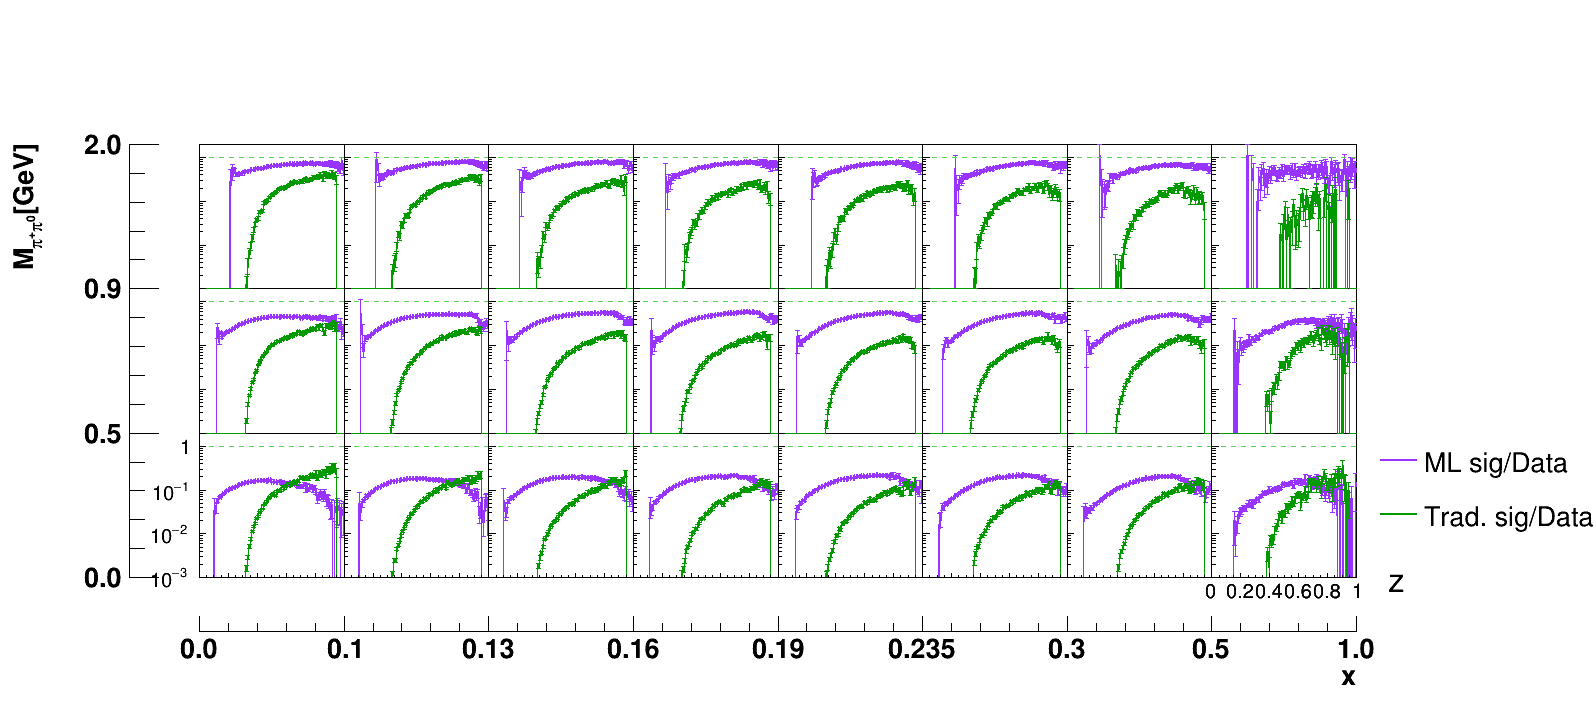 M π⁺π⁰ [GeV]
2.0
0.9
0.5
0.0
1
10⁻¹
10⁻²
10⁻³
ML sig/Data
Trad. sig/Data
0 0.20.40.60.8 1 z
0.0 0.1 0.13 0.16 0.19 0.235 0.3 0.5 1.0
x